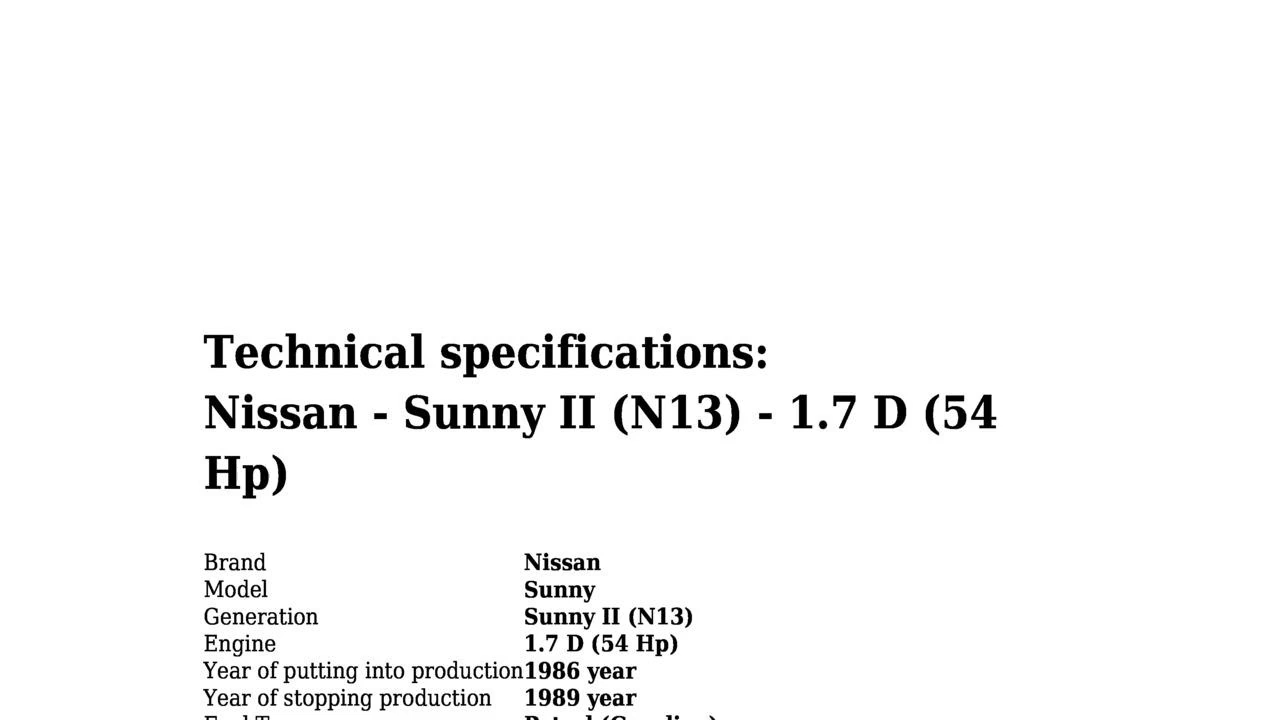 Technical specifications:
Nissan - Sunny II (N13) - 1.7 D (54
Hp)
Brand Nissan
Model Sunny
Generation Sunny II (N13)
Engine 1.7 D (54 Hp)
Year of putting into production 1986 year
Year of stopping production 1989 year